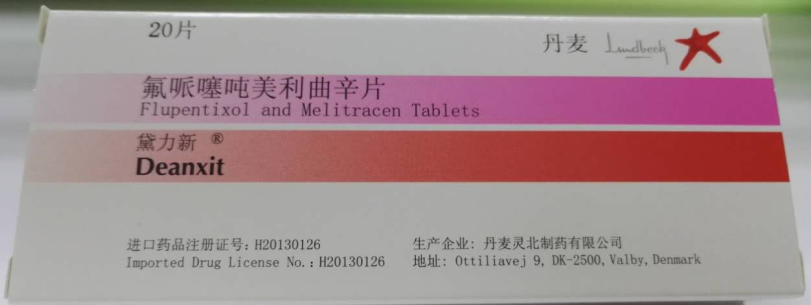 20片
丹麦 Lundbeck
氟哌噻吨美利曲辛片
Flupentixol and Melitracen Tablets
黛力新 ®
Deanxit
进口药品注册证号: H20130126
Imported Drug License No.: H20130126
生产企业: 丹麦灵北制药有限公司
地址: Ottiliavej 9, DK-2500, Valby, Denmark